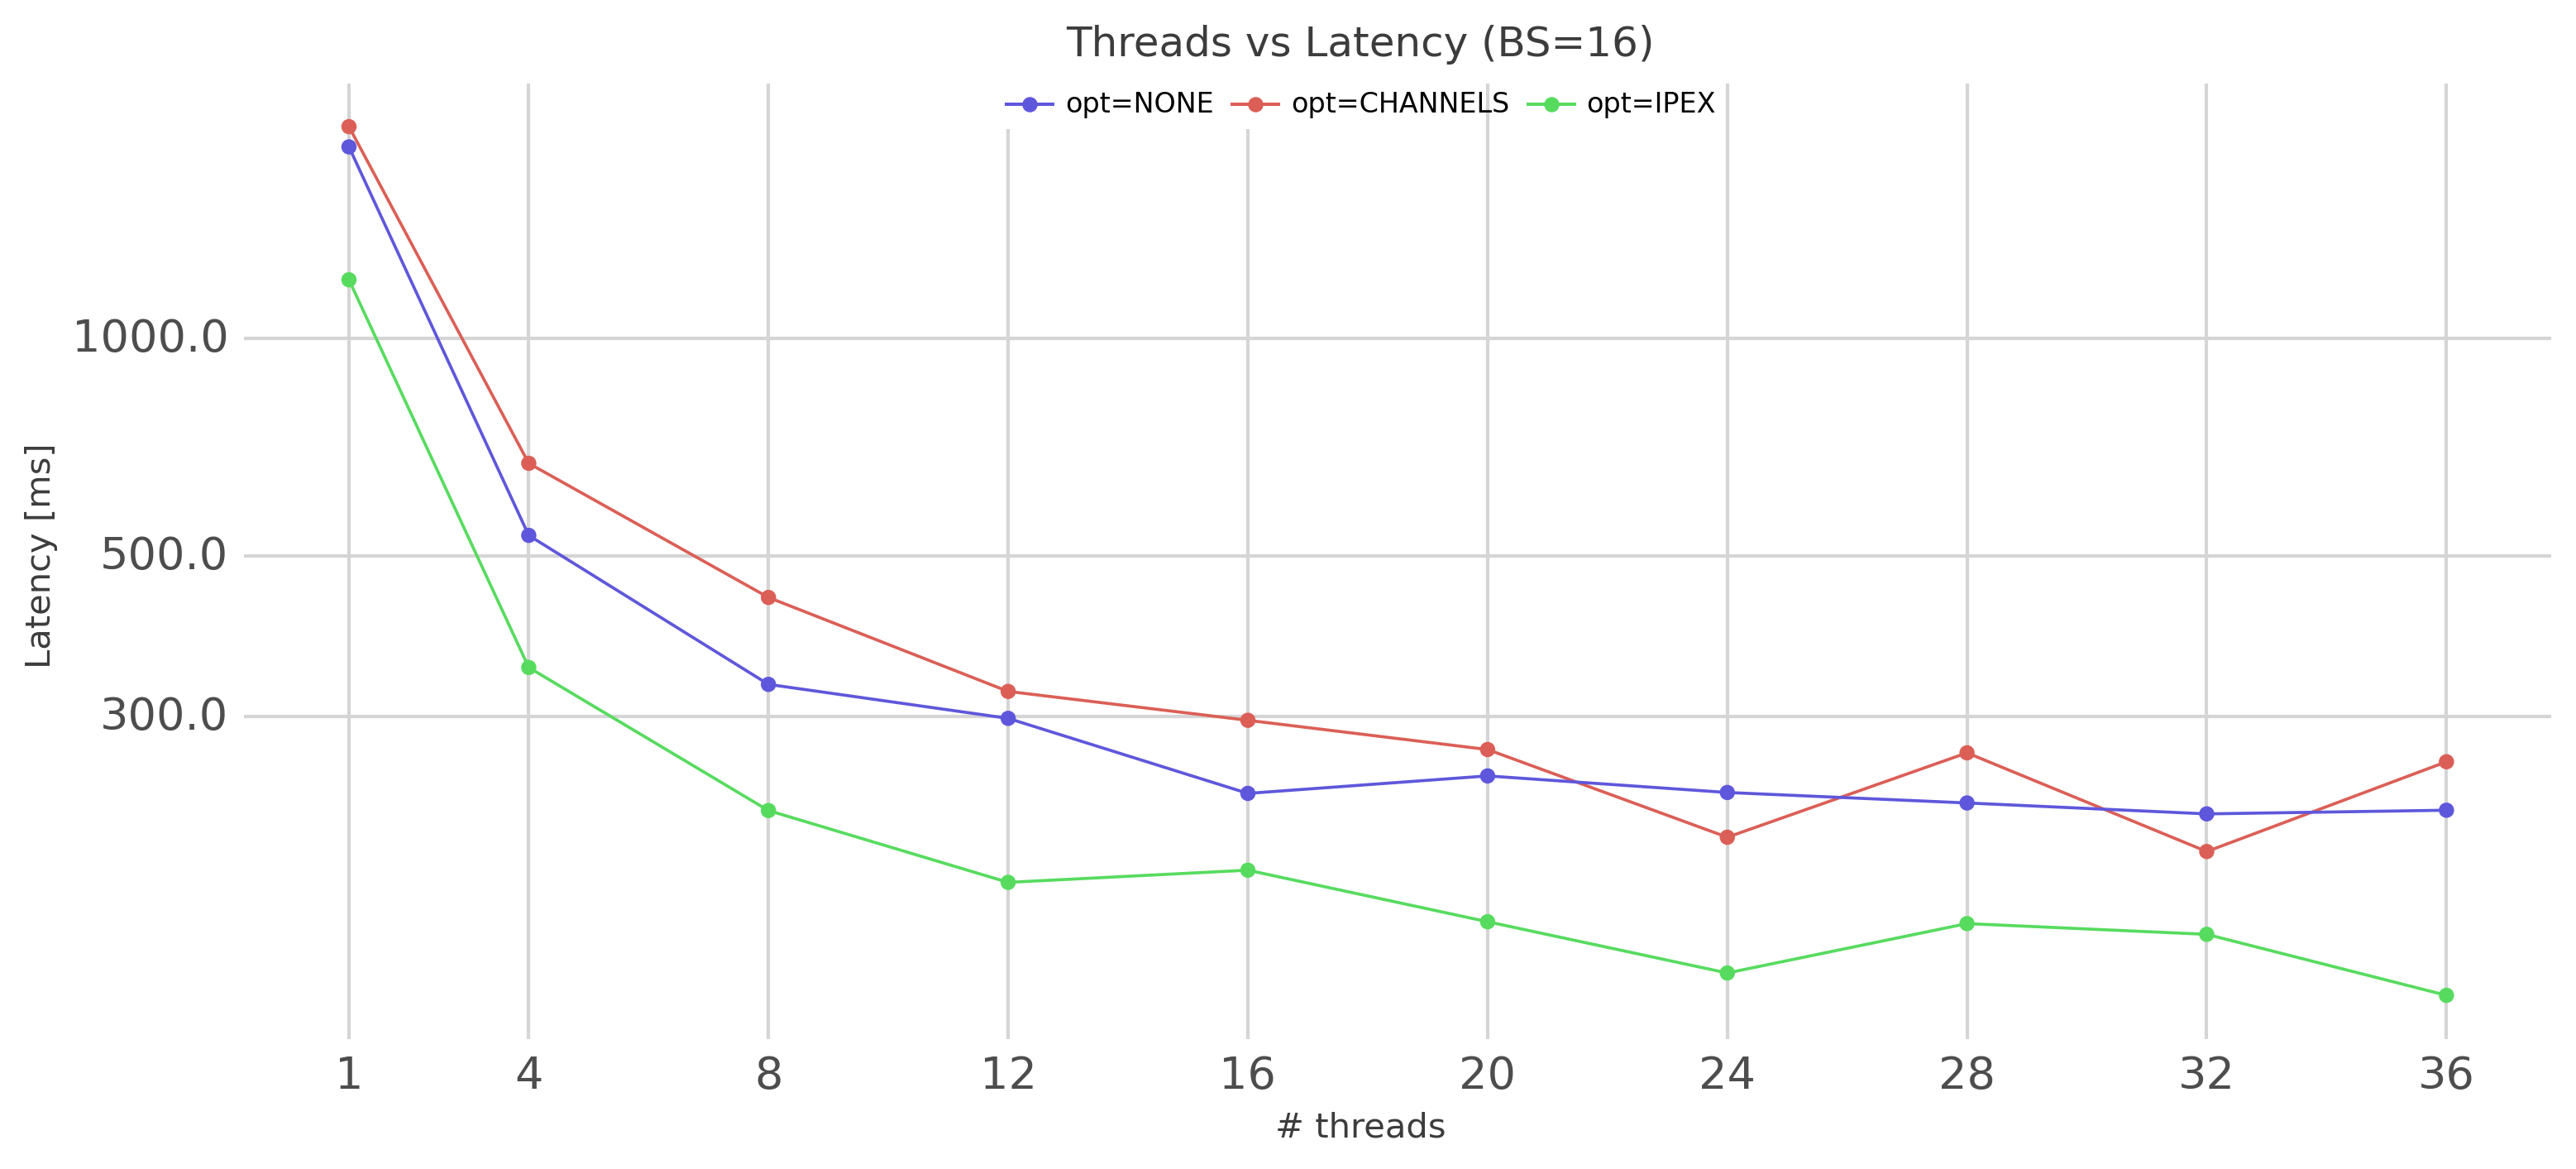 Threads vs Latency (BS=16)
opt=NONE opt=CHANNELS opt=IPEX
Latency [ms]
1000.0
500.0
300.0
1 4 8 12 16 20 24 28 32 36
# threads